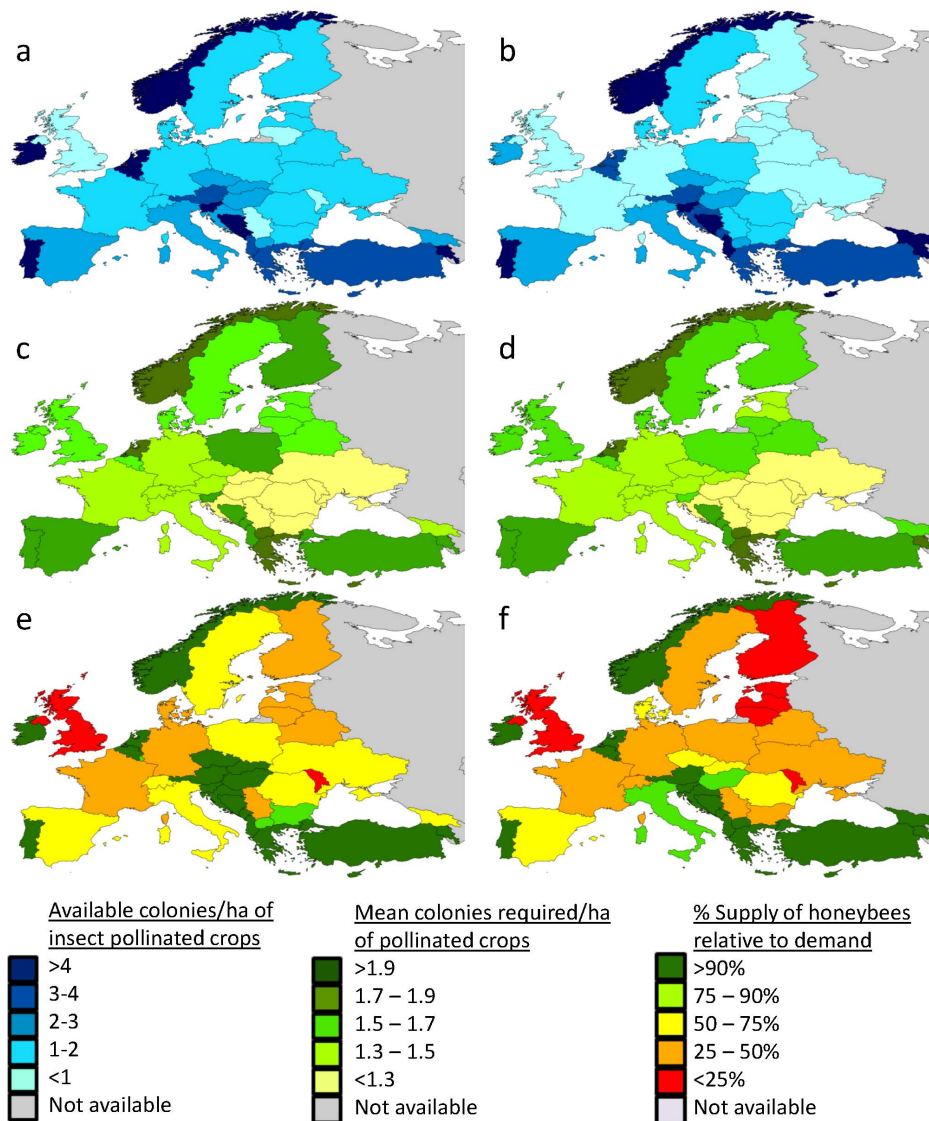 a
b
c
d
e
f
Available colonies/ha of
insect pollinated crops
>4
3-4
2-3
1-2
<1
Not available
Mean colonies required/ha
of pollinated crops
>1.9
1.7 – 1.9
1.5 – 1.7
1.3 – 1.5
<1.3
Not available
% Supply of honeybees
relative to demand
>90%
75 – 90%
50 – 75%
25 – 50%
<25%
Not available